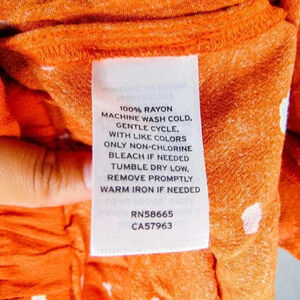 100% RAYON
MACHINE WASH COLD,
GENTLE CYCLE,
WITH LIKE COLORS
ONLY NON-CHLORINE
BLEACH IF NEEDED
TUMBLE DRY LOW,
REMOVE PROMPTLY
WARM IRON IF NEEDED
RN58665
CA57963